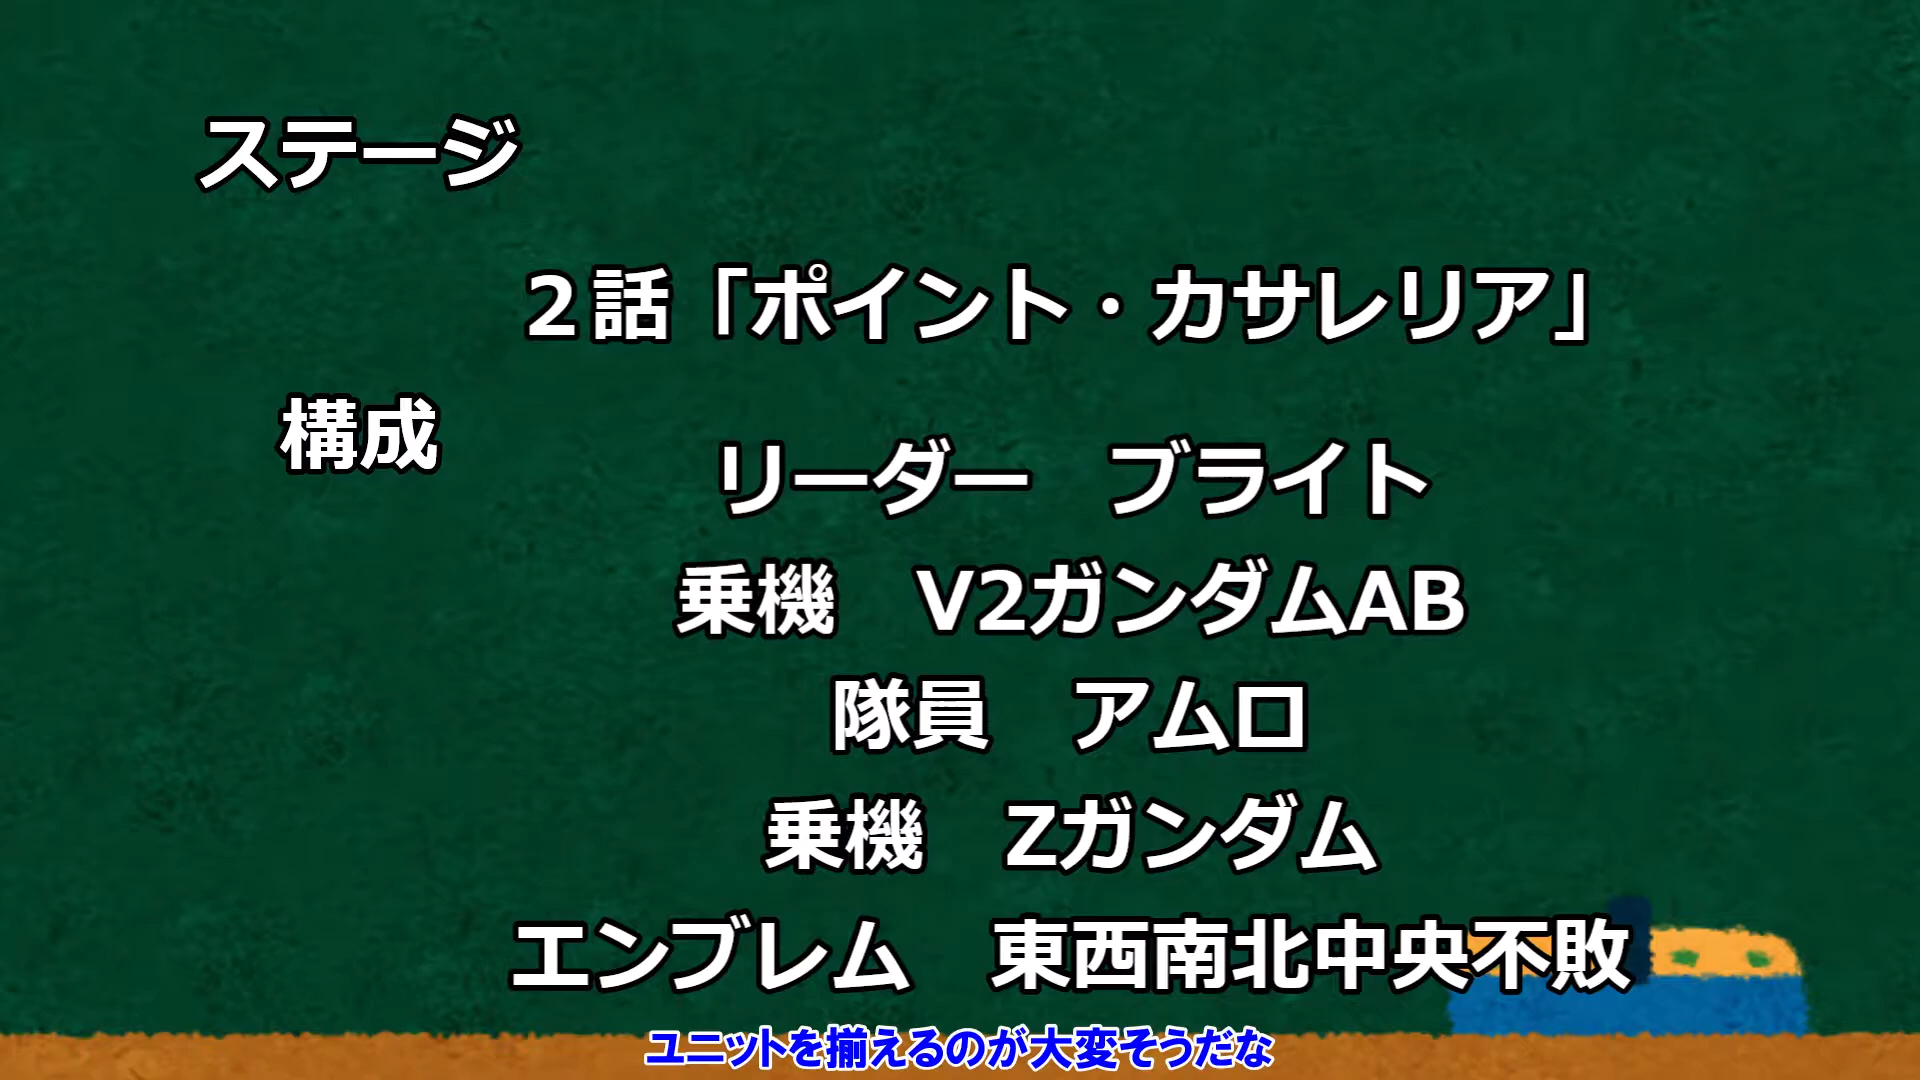 ステージ
２話「ポイント・カサレリア」
構成
リーダー　ブライト
乗機　V2ガンダムAB
隊員　アムロ
乗機　Zガンダム
エンブレム　東西南北中央不敗
ユニットを揃えるのが大変そうだな